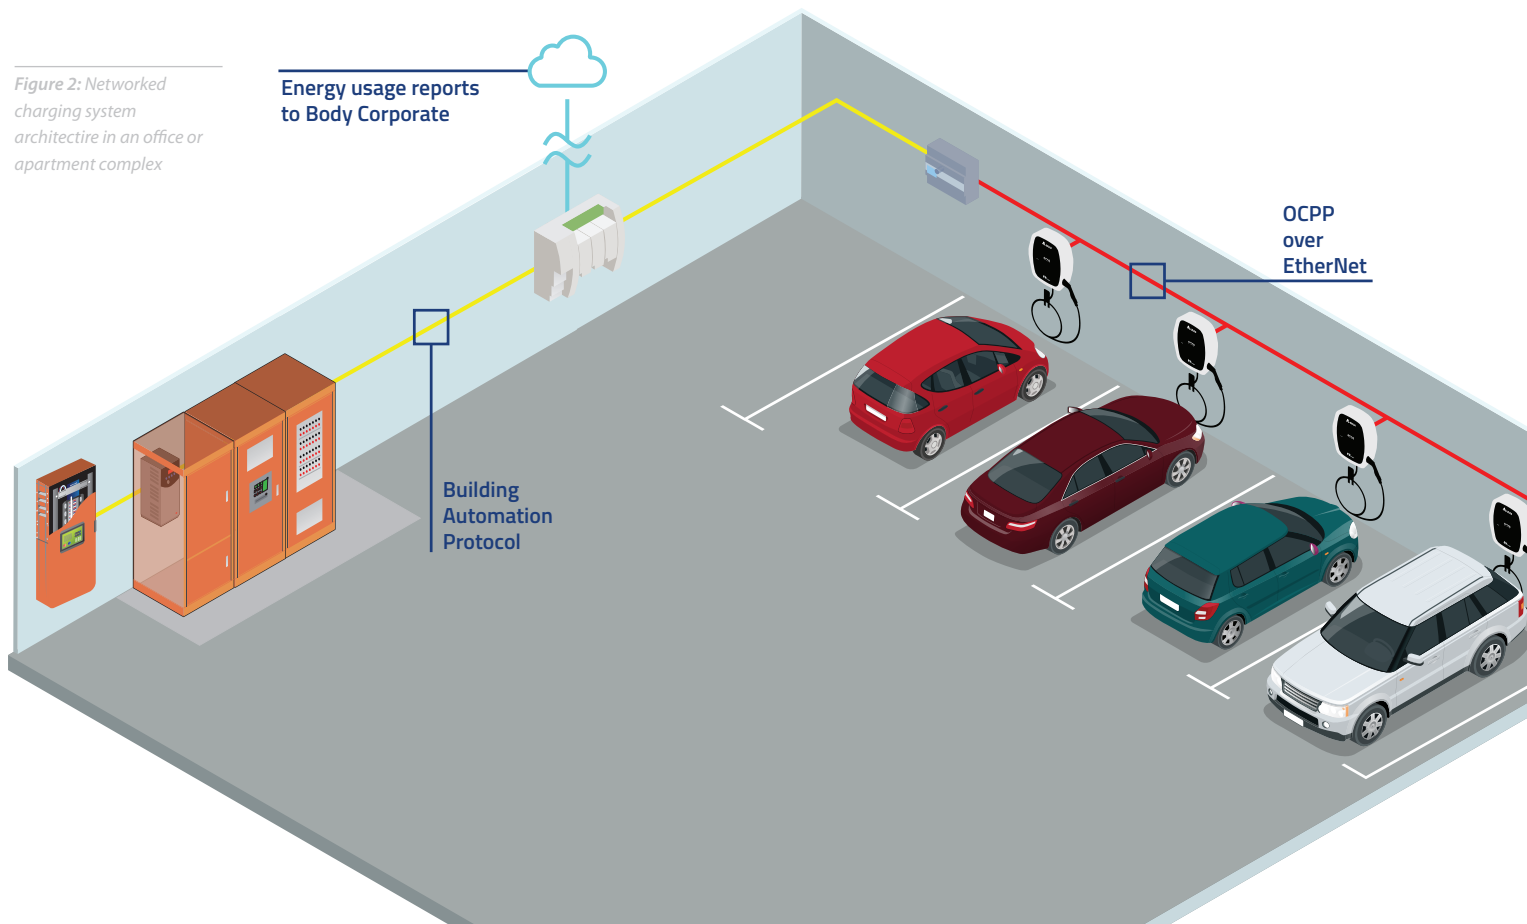 Figure 2: Networked
charging system
architectire in an office or
apartment complex
Energy usage reports
to Body Corporate
OCPP
over
EtherNet
Building
Automation
Protocol